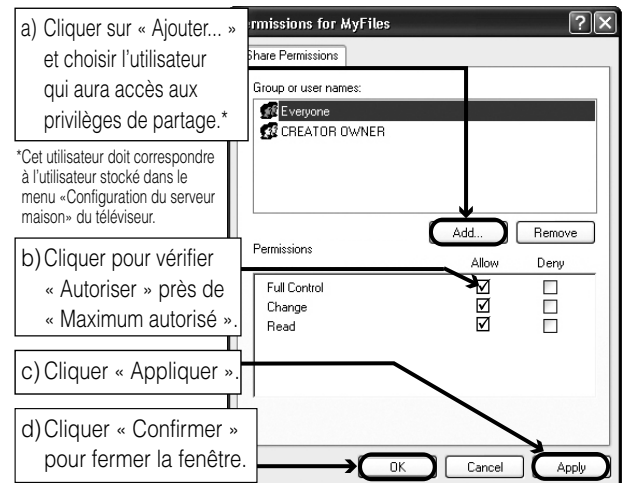 a) Cliquer sur « Ajouter... »
et choisir l'utilisateur
qui aura accès aux
privilèges de partage.*
*Cet utilisateur doit correspondre
à l'utilisateur stocké dans le
menu «Configuration du serveur
maison» du téléviseur.
b) Cliquer pour vérifier
« Autoriser » près de
« Maximum autorisé ».
c) Cliquer « Appliquer ».
d) Cliquer « Confirmer »
pour fermer la fenêtre.
rmissions for MyFiles
Share Permissions
Group or user names:
Everyone
CREATOR OWNER
Add... Remove
Permissions Allow Deny
Full Control
Change
Read
OK Cancel Apply